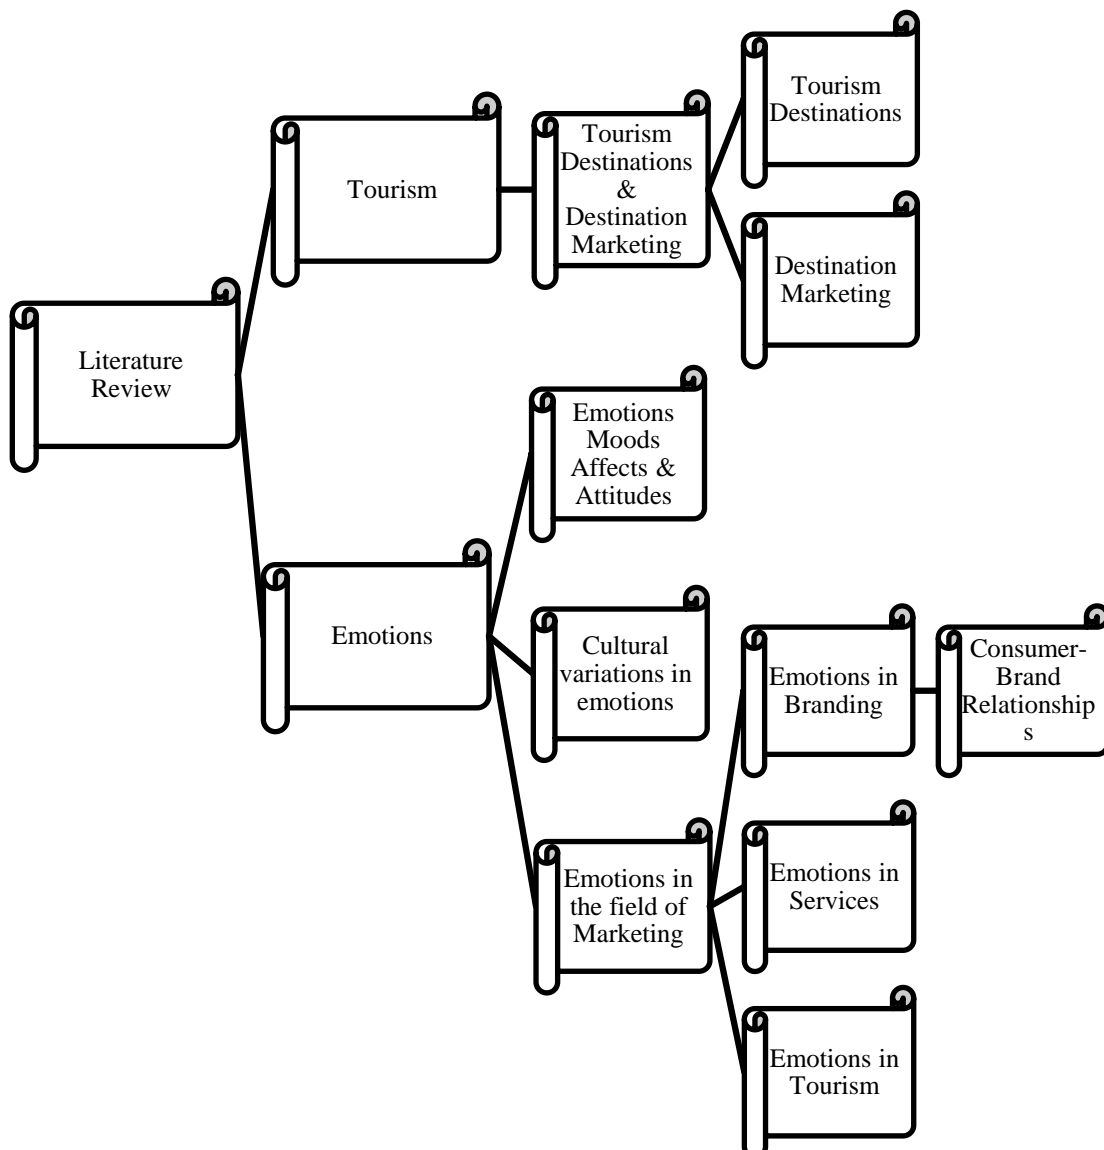 Literature
Review
Tourism
Tourism
Destinations
&
Destination
Marketing
Tourism
Destinations
Destination
Marketing
Emotions
Emotions
Moods
Affects &
Attitudes
Cultural
variations in
emotions
Emotions in
the field of
Marketing
Emotions in
Branding
Consumer-
Brand
Relationship
s
Emotions in
Services
Emotions in
Tourism